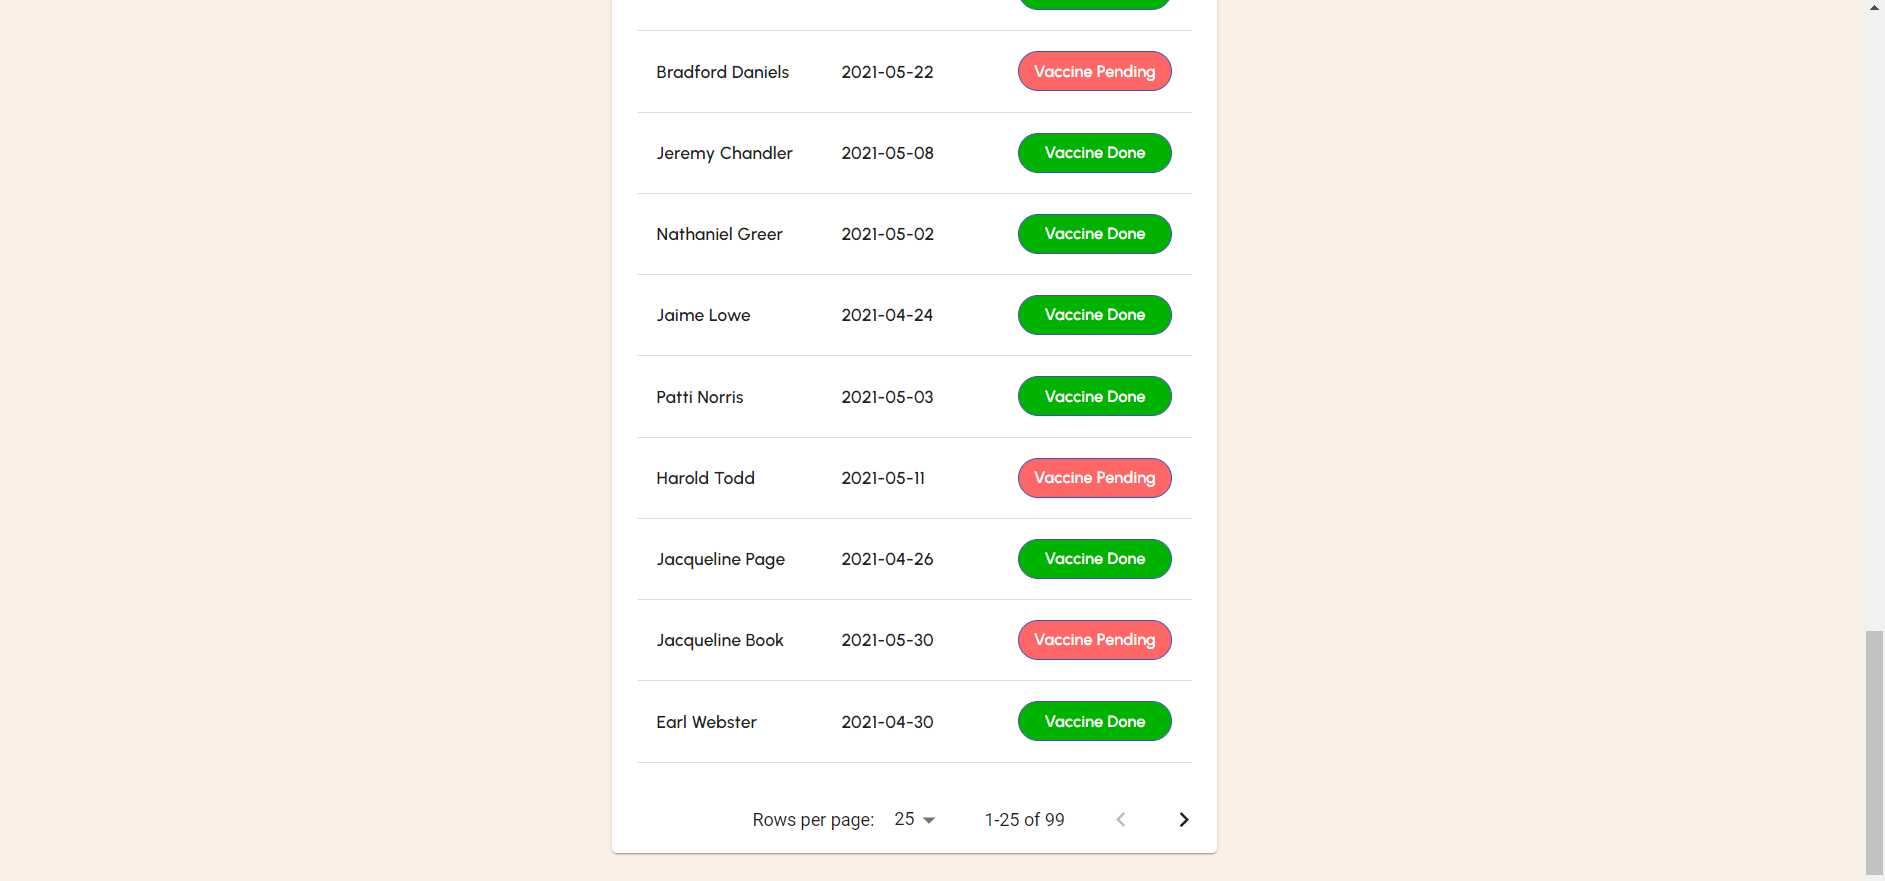 Bradford Daniels 2021-05-22 Vaccine Pending
Jeremy Chandler 2021-05-08 Vaccine Done
Nathaniel Greer 2021-05-02 Vaccine Done
Jaime Lowe 2021-04-24 Vaccine Done
Patti Norris 2021-05-03 Vaccine Done
Harold Todd 2021-05-11 Vaccine Pending
Jacqueline Page 2021-04-26 Vaccine Done
Jacqueline Book 2021-05-30 Vaccine Pending
Earl Webster 2021-04-30 Vaccine Done
Rows per page: 25 1-25 of 99